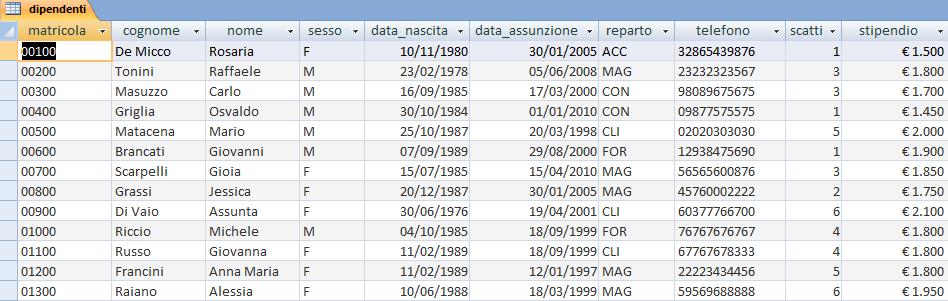 dipendenti
matricola cognome nome sesso data_nascita data_assunzione reparto telefono scatti stipendio
00100 De Micco Rosaria F 10/11/1980 30/01/2005 ACC 32865439876 1 € 1.500
00200 Tonini Raffaele M 23/02/1978 05/06/2008 MAG 23232323567 3 € 1.800
00300 Masuzzo Carlo M 16/09/1985 17/03/2000 CON 98089675675 3 € 1.700
00400 Griglia Osvaldo M 30/10/1984 01/01/2010 CON 09877575575 1 € 1.450
00500 Matacena Mario M 25/10/1987 20/03/1998 CLI 02020303030 5 € 2.000
00600 Brancati Giovanni M 07/09/1989 29/08/2000 FOR 12938475690 1 € 1.900
00700 Scarpelli Gioia F 15/07/1985 15/04/2010 MAG 56565600876 3 € 1.850
00800 Grassi Jessica F 20/12/1987 30/01/2005 MAG 45760002222 2 € 1.750
00900 Di Vaio Assunta F 30/06/1976 19/04/2001 CLI 60377766700 6 € 2.100
01000 Riccio Michele M 04/10/1985 18/09/1999 FOR 76767676767 4 € 1.800
01100 Russo Giovanna F 11/02/1989 18/09/1999 CLI 67767678333 4 € 1.800
01200 Francini Anna Maria F 11/02/1989 12/01/1997 MAG 22223434456 5 € 1.800
01300 Raiano Alessia F 10/06/1988 18/03/1999 MAG 59569688888 6 € 1.950